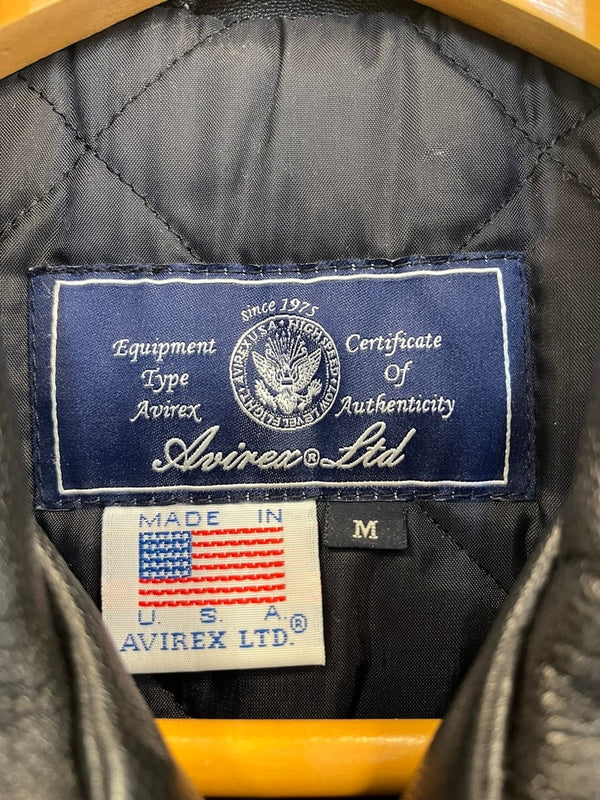 since 1975
AVIREX U.S.A. • HIGH SPEED LOW LEVEL FLIGHT
Equipment
Type
Avirex
Certificate
Of
Authenticity
Avirex® Ltd
MADE IN
U. S. A.
AVIREX LTD.®
M